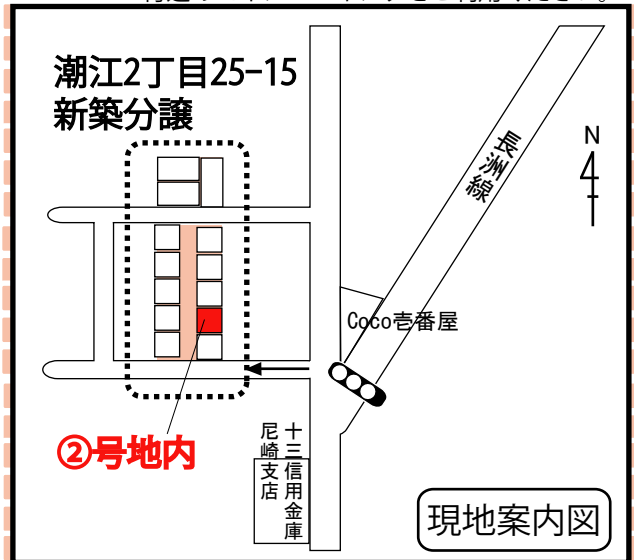 潮江2丁目25-15
新築分譲
長洲線
N
Coco壱番屋
②号地内
十三信用金庫
尼崎支店
現地案内図